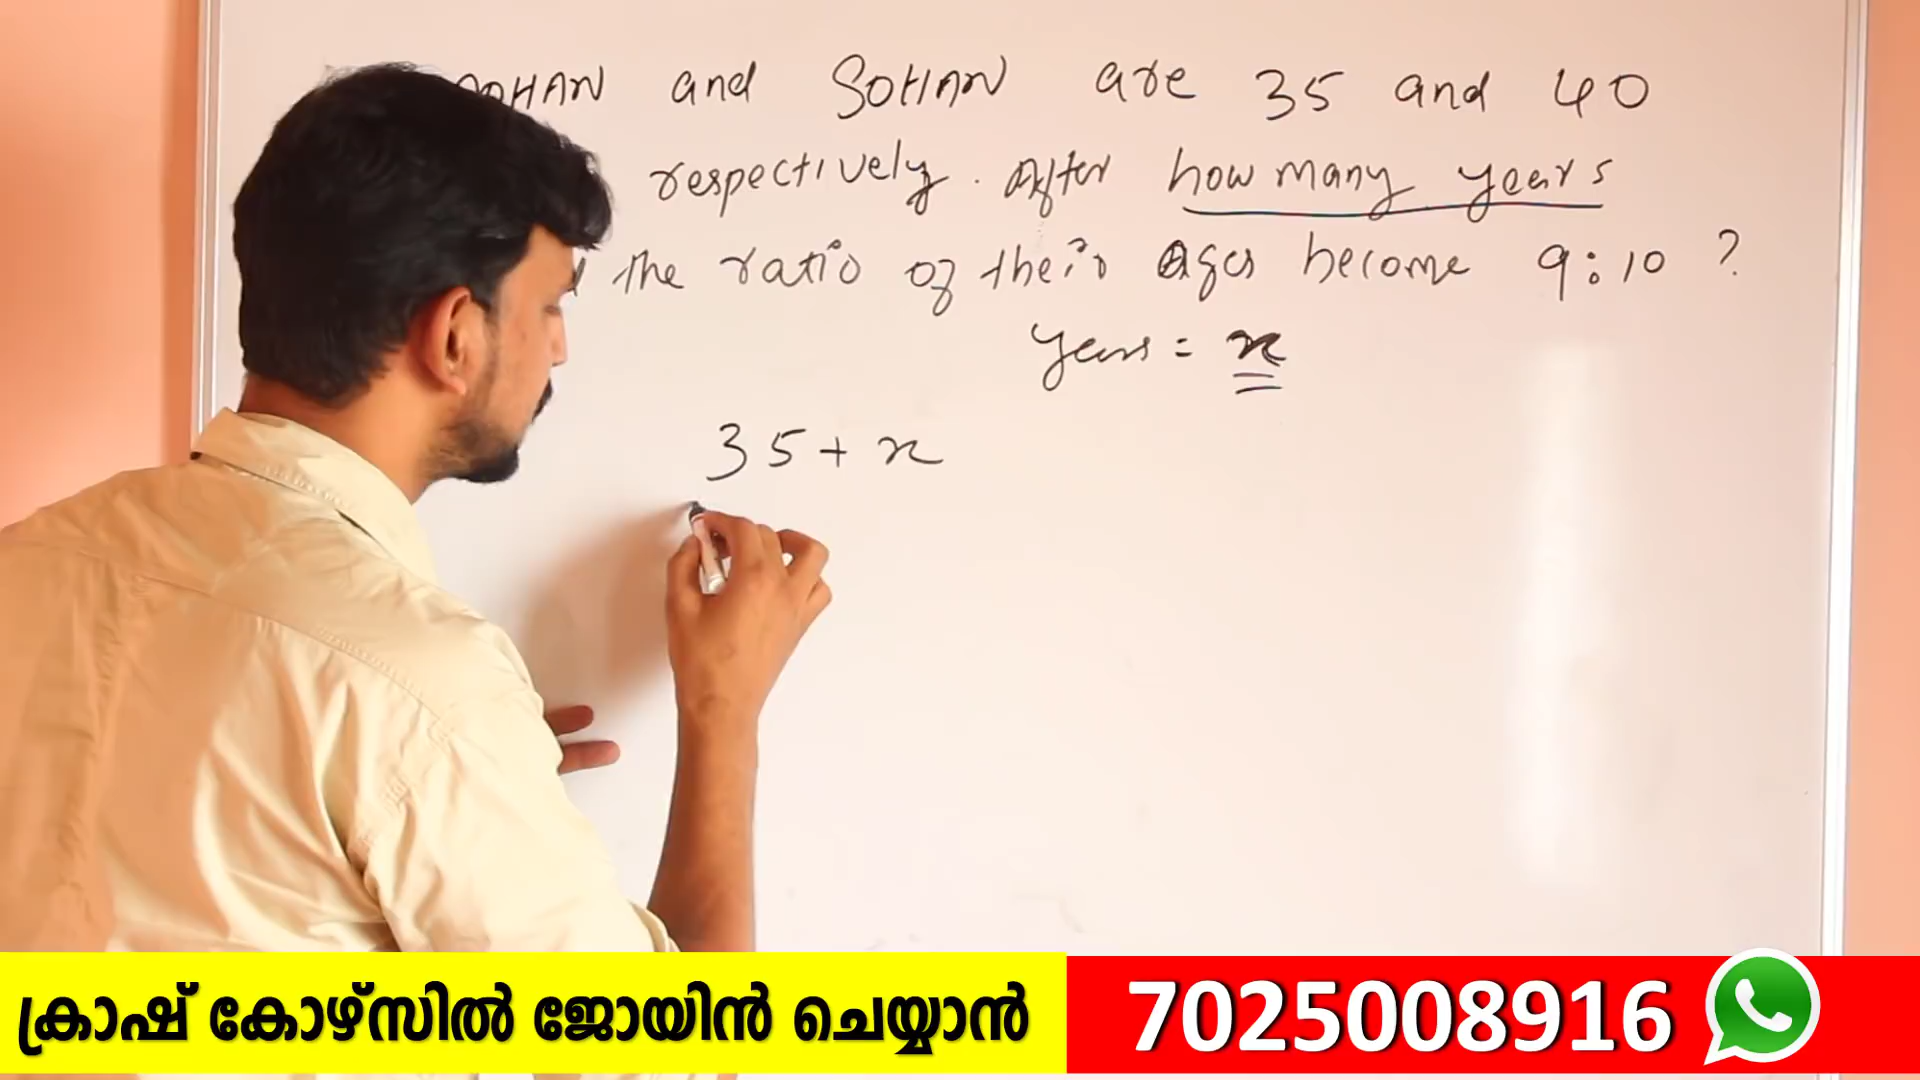 and SOHAN are 35 and 40
respectively. After how many years
the ratio of their Ages become 9:10 ?
years = x
35 + x
ക്രാഷ് കോഴ്സിൽ ജോയിൻ ചെയ്യാൻ 7025008916